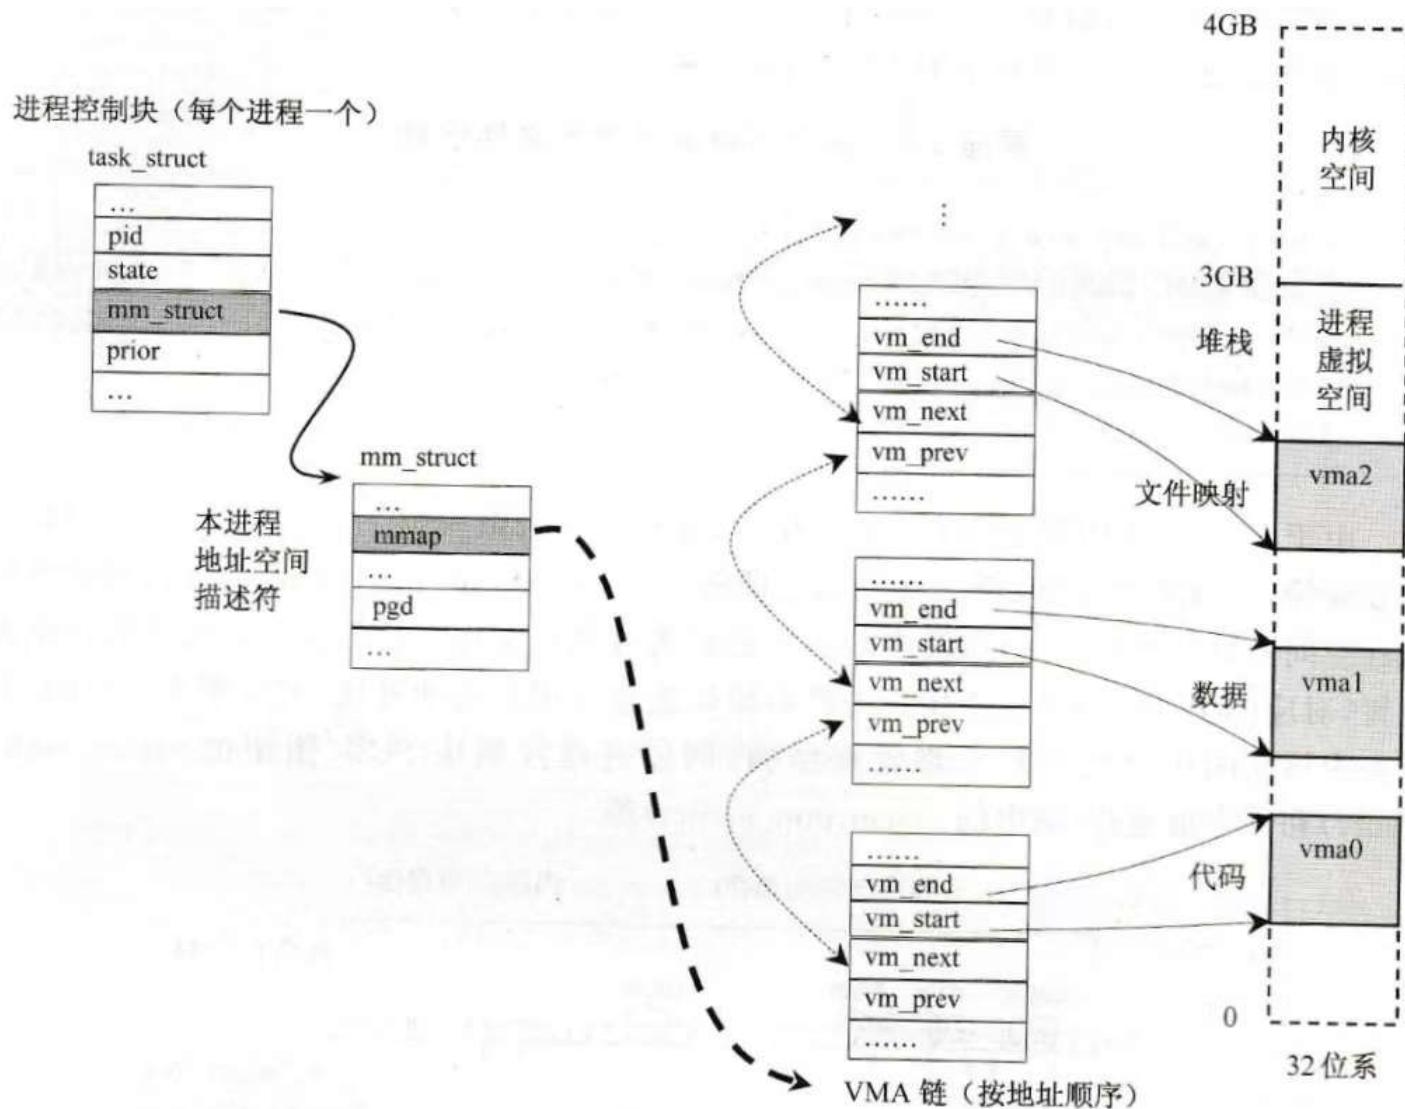 进程控制块（每个进程一个）
task_struct
…
pid
state
mm_struct
prior
…
mm_struct
本进程
地址空间
描述符
…
mmap
…
pgd
…
⋮
……
vm_end
vm_start
vm_next
vm_prev
……
……
vm_end
vm_start
vm_next
vm_prev
……
……
vm_end
vm_start
vm_next
vm_prev
……
VMA 链（按地址顺序）
4GB
内核
空间
3GB
堆栈
进程
虚拟
空间
文件映射
vma2
数据
vma1
代码
vma0
0
32 位系